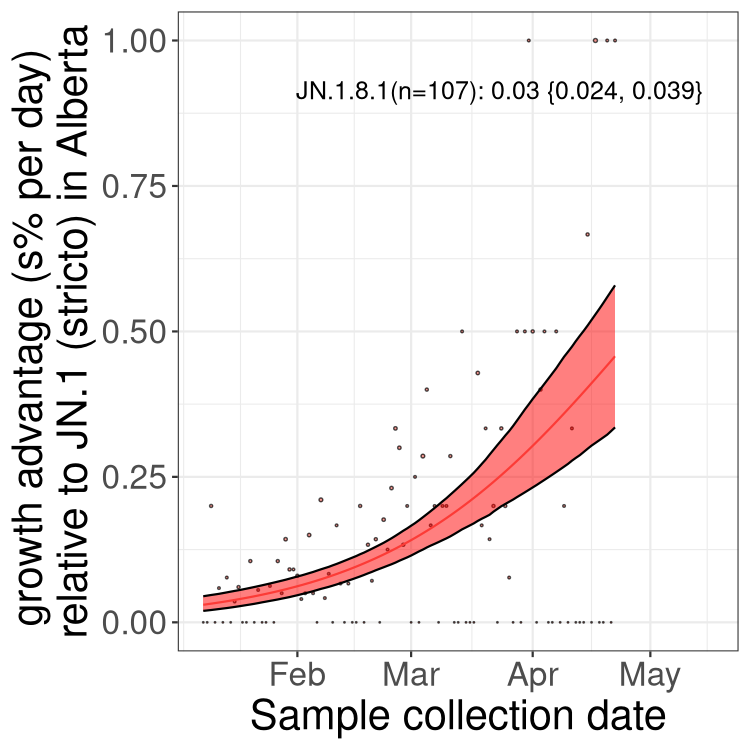 growth advantage (s% per day)
relative to JN.1 (stricto) in Alberta
1.00
0.75
0.50
0.25
0.00
JN.1.8.1(n=107): 0.03 {0.024, 0.039}
Feb Mar Apr May
Sample collection date